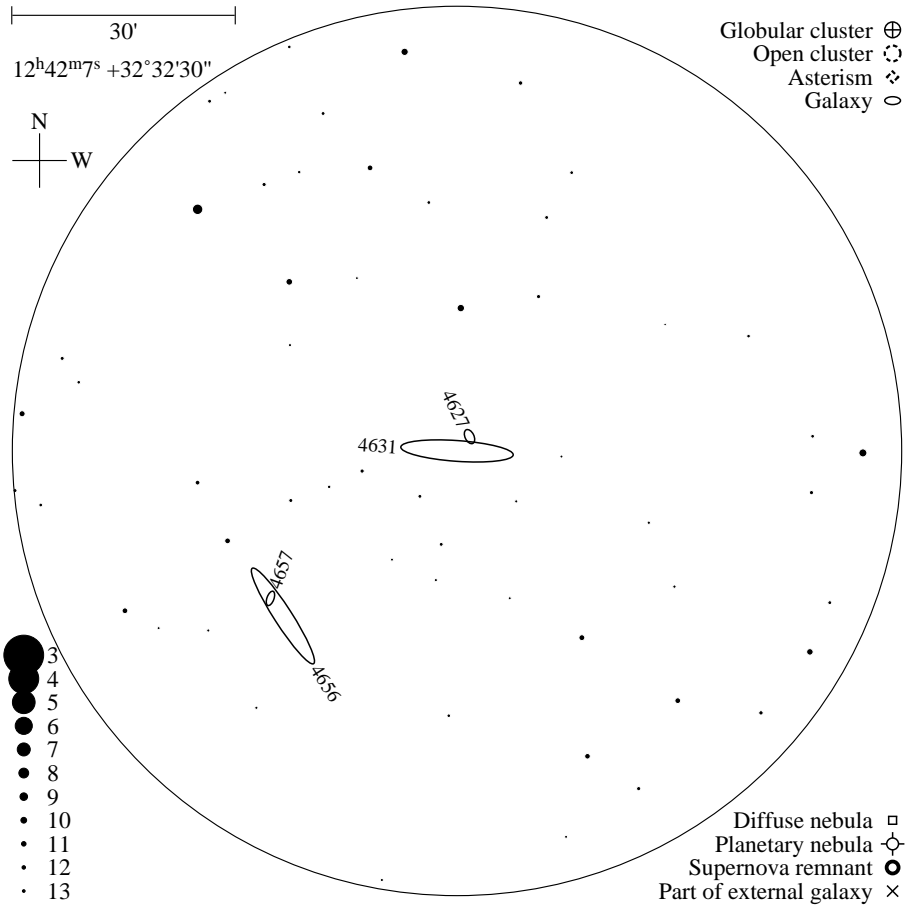 30'
12ʰ42ᵐ7ˢ +32°32'30"
N
W
Globular cluster
Open cluster
Asterism
Galaxy
4627
4631
4657
4656
3
4
5
6
7
8
9
10
11
12
13
Diffuse nebula
Planetary nebula
Supernova remnant
Part of external galaxy